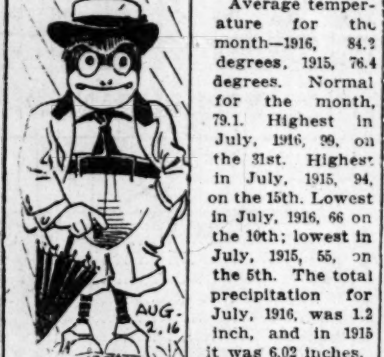 Average temper-
ature for the
month—1916, 84.2
degrees, 1915, 76.4
degrees. Normal
for the month,
79.1. Highest in
July, 1916, 99, on
the 31st. Highest
in July, 1915, 94,
on the 15th. Lowest
in July, 1916, 66 on
the 10th; lowest in
July, 1915, 55, on
the 5th. The total
precipitation for
July, 1916, was 1.2
inch, and in 1915
it was 6.02 inches.
AUG.
2,16